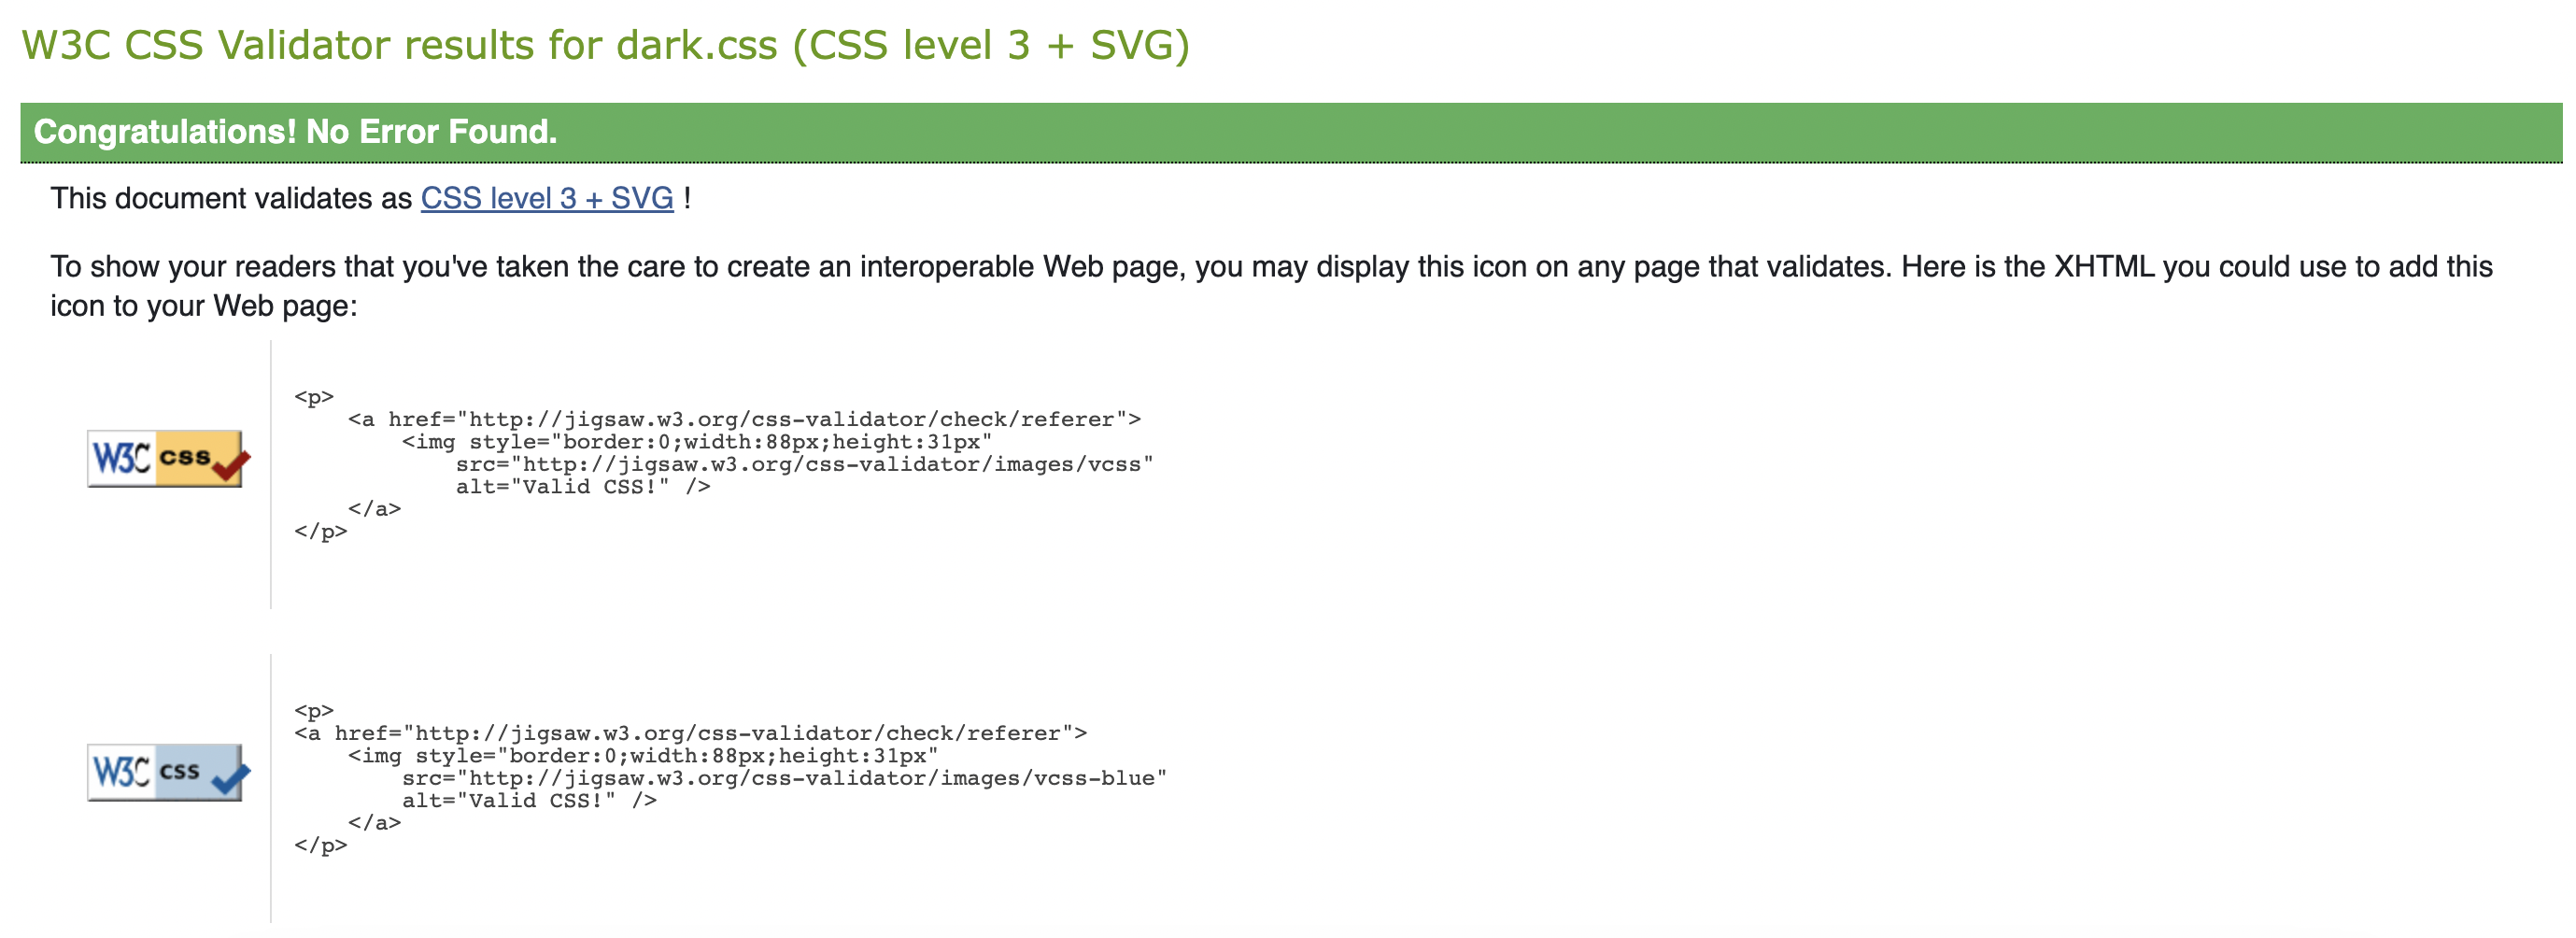 W3C CSS Validator results for dark.css (CSS level 3 + SVG)
Congratulations! No Error Found.
This document validates as CSS level 3 + SVG !
To show your readers that you've taken the care to create an interoperable Web page, you may display this icon on any page that validates. Here is the XHTML you could use to add this
icon to your Web page:
W3C css
<p>
    <a href="http://jigsaw.w3.org/css-validator/check/referer">
        <img style="border:0;width:88px;height:31px"
            src="http://jigsaw.w3.org/css-validator/images/vcss"
            alt="Valid CSS!" />
    </a>
</p>
W3C css
<p>
<a href="http://jigsaw.w3.org/css-validator/check/referer">
    <img style="border:0;width:88px;height:31px"
        src="http://jigsaw.w3.org/css-validator/images/vcss-blue"
        alt="Valid CSS!" />
    </a>
</p>